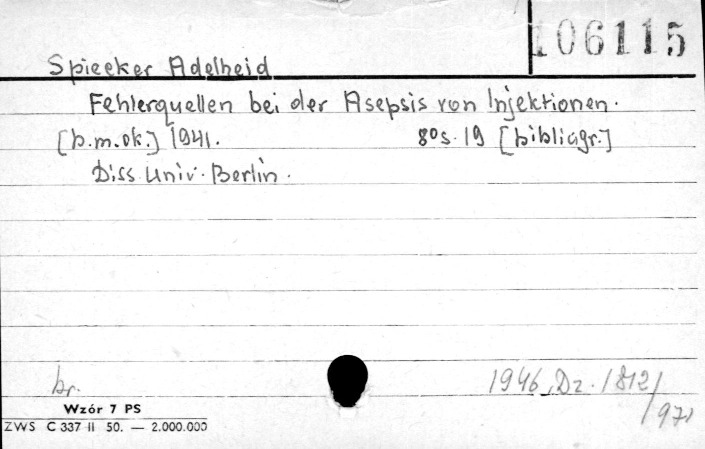 106115
Spiecker Adelheid
Fehlerquellen bei der Asepsis von Injektionen.
[b.m.ok.] 1941. 8°s. 19 [bibliogr.]
Diss Univ. Berlin.
br. 1946, Dz. 1812/
/971
Wzór 7 PS
ZWS C 337 II 50. — 2.000.000